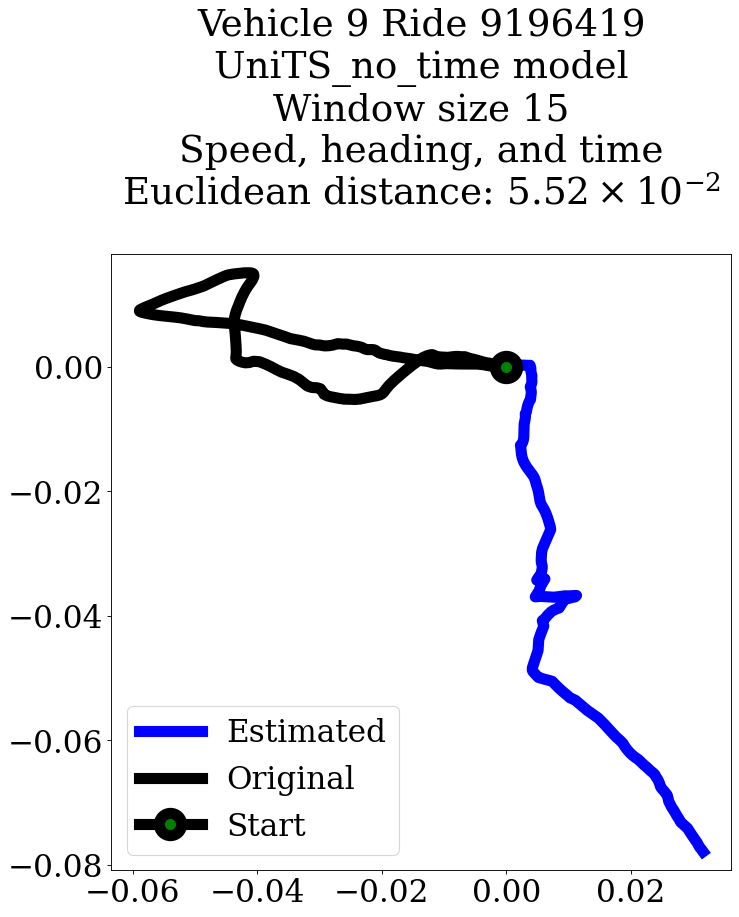 Vehicle 9 Ride 9196419
UniTS_no_time model
Window size 15
Speed, heading, and time
Euclidean distance: 5.52 × 10⁻²
0.00
−0.02
−0.04
−0.06
−0.08
Estimated
Original
Start
−0.06 −0.04 −0.02 0.00 0.02